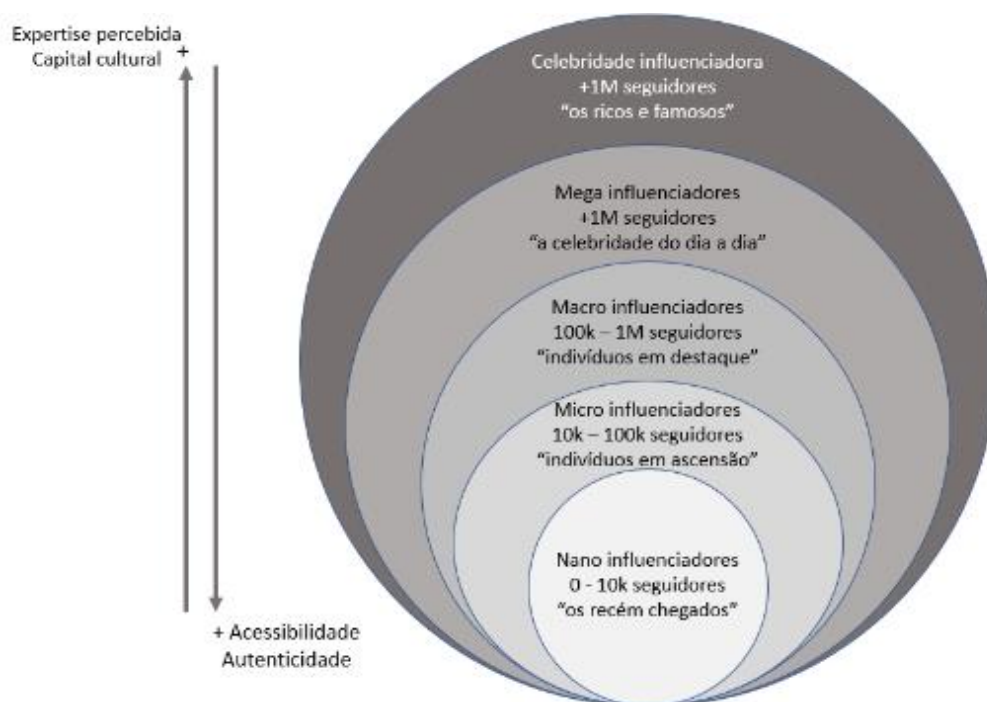 Expertise percebida
Capital cultural +
Celebridade influenciadora
+1M seguidores
“os ricos e famosos”
Mega influenciadores
+1M seguidores
“a celebridade do dia a dia”
Macro influenciadores
100k – 1M seguidores
“indivíduos em destaque”
Micro influenciadores
10k – 100k seguidores
“indivíduos em ascensão”
Nano influenciadores
0 - 10k seguidores
“os recém chegados”
+ Acessibilidade
Autenticidade